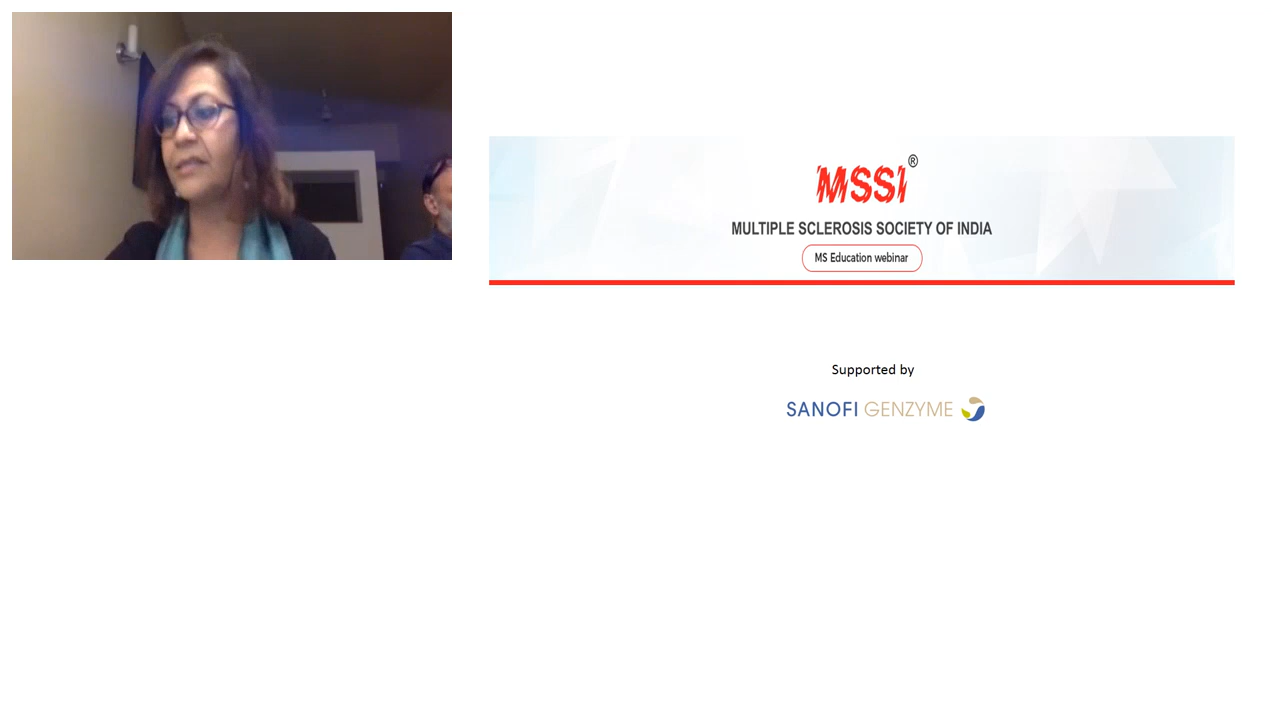 MSSI®
MULTIPLE SCLEROSIS SOCIETY OF INDIA
MS Education webinar
Supported by
SANOFI GENZYME